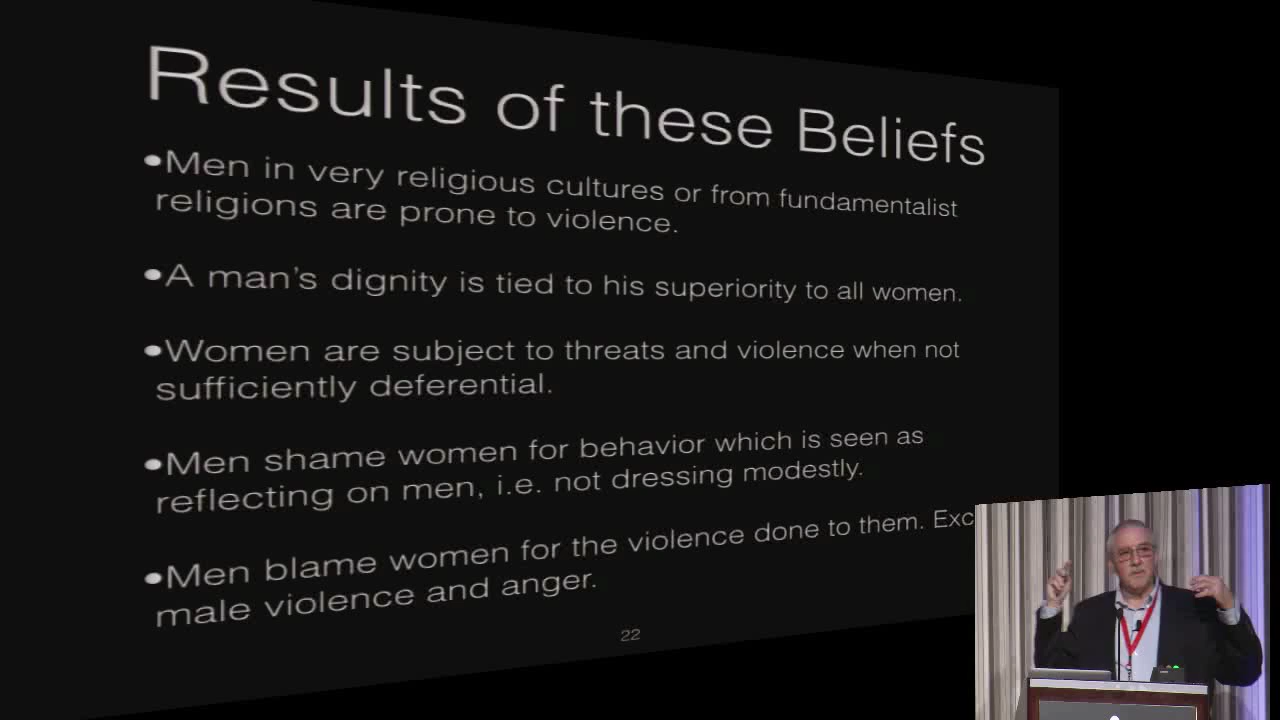 Results of these Beliefs
•Men in very religious cultures or from fundamentalist
religions are prone to violence.
•A man's dignity is tied to his superiority to all women.
•Women are subject to threats and violence when not
sufficiently deferential.
•Men shame women for behavior which is seen as
reflecting on men, i.e. not dressing modestly.
•Men blame women for the violence done to them.
male violence and anger.
22